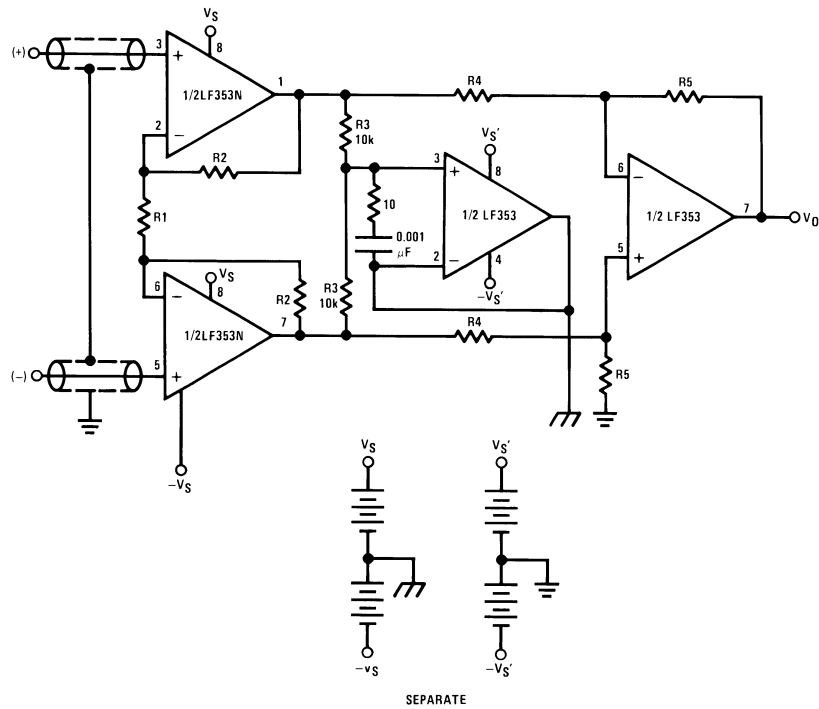 VS
8
(+)
3
+
1/2LF353N
1
2
−
R2
R1
R3
10k
R4
R5
VS'
8
3
+
1/2 LF353
10
0.001
μF
2
−
4
−VS'
6
−
1/2 LF353
7
VO
5
+
VS
8
6
−
1/2LF353N
7
R2
R3
10k
R4
R5
(−)
5
+
−VS
VS
VS'
−vS
−VS'
SEPARATE